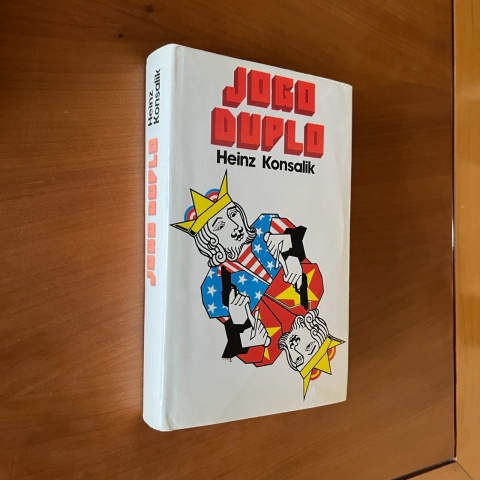 JOGO
DUPLO
Heinz Konsalik
Heinz
Konsalik
JOGO DUPLO